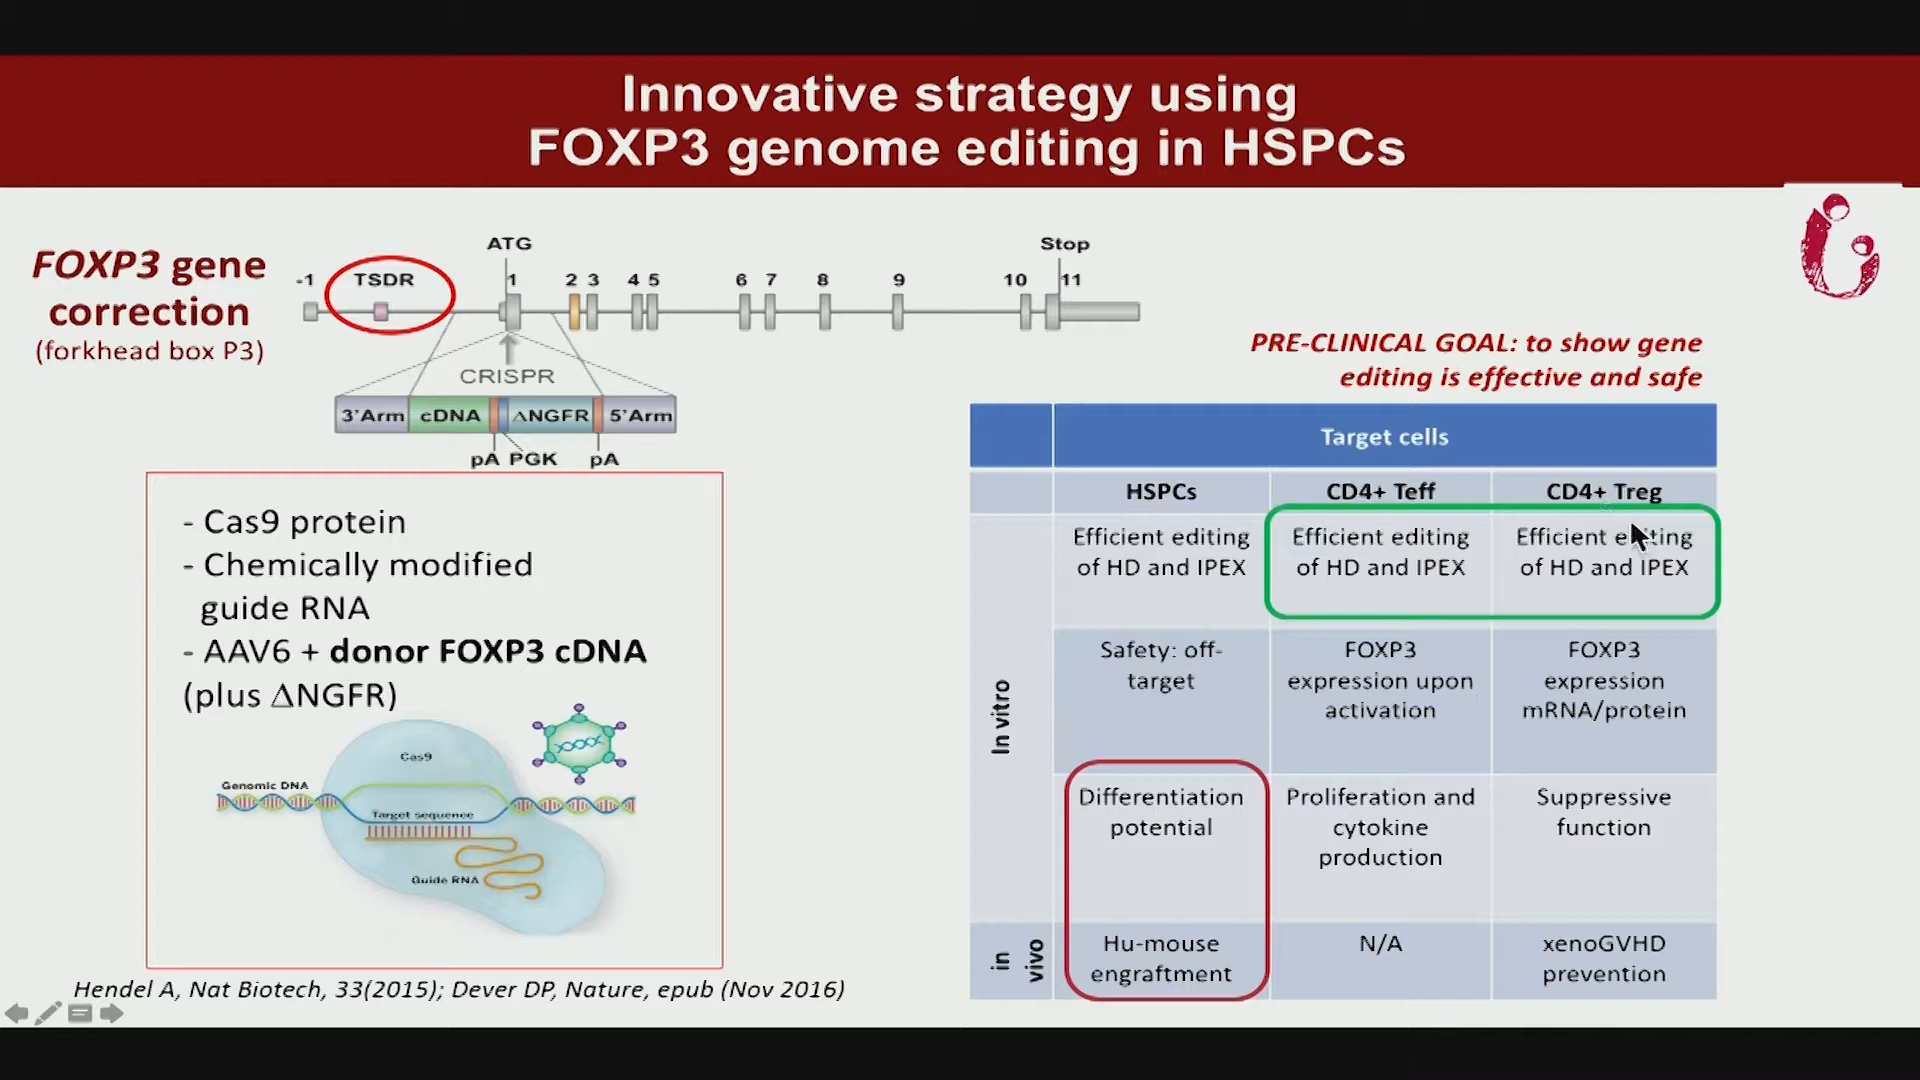 Innovative strategy using
FOXP3 genome editing in HSPCs
FOXP3 gene
correction
(forkhead box P3)
ATG
Stop
-1
TSDR
1
2
3
4
5
6
7
8
9
10
11
CRISPR
3'Arm
cDNA
ΔNGFR
5'Arm
pA
PGK
pA
- Cas9 protein
- Chemically modified
guide RNA
- AAV6 + donor FOXP3 cDNA
(plus ΔNGFR)
Cas9
Genomic DNA
Target sequence
Guide RNA
Hendel A, Nat Biotech, 33(2015); Dever DP, Nature, epub (Nov 2016)
PRE-CLINICAL GOAL: to show gene
editing is effective and safe
Target cells
HSPCs
CD4+ Teff
CD4+ Treg
In vitro
Efficient editing
of HD and IPEX
Efficient editing
of HD and IPEX
Efficient editing
of HD and IPEX
Safety: off-
target
FOXP3
expression upon
activation
FOXP3
expression
mRNA/protein
Differentiation
potential
Proliferation and
cytokine
production
Suppressive
function
in
vivo
Hu-mouse
engraftment
N/A
xenoGVHD
prevention